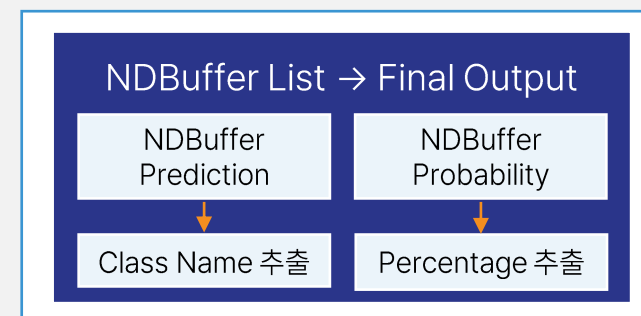 NDBuffer List → Final Output
NDBuffer
Prediction
NDBuffer
Probability
Class Name 추출
Percentage 추출